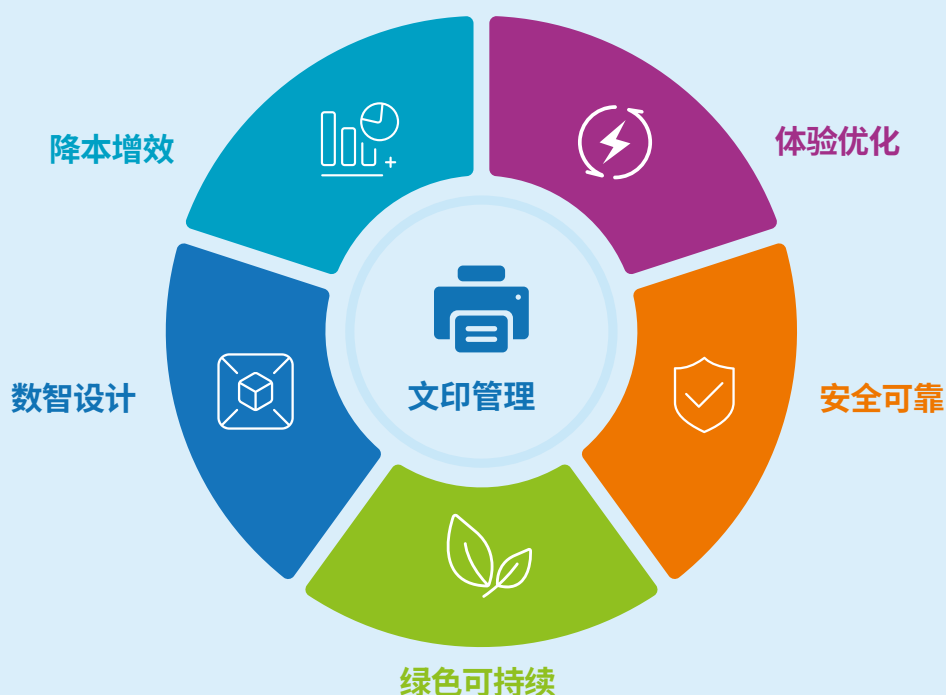 降本增效
体验优化
数智设计
文印管理
安全可靠
绿色可持续